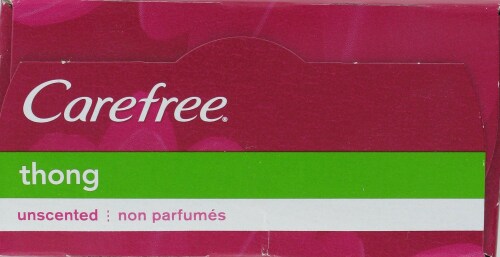 Carefree®
thong
unscented ⁞ non parfumés